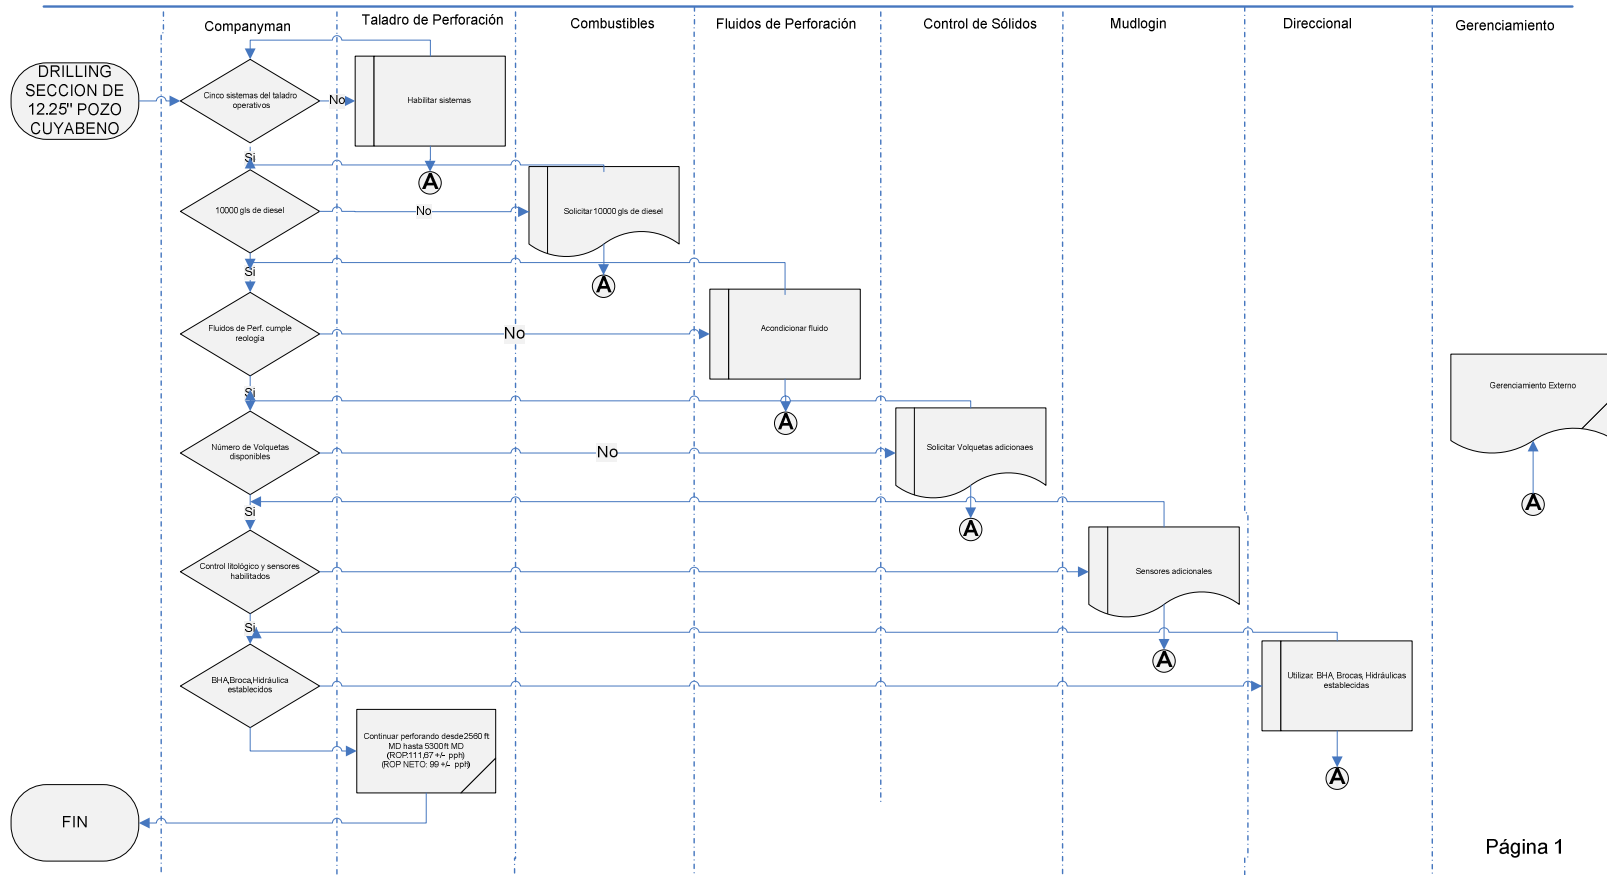 Companyman
Taladro de Perforación
Combustibles
Fluidos de Perforación
Control de Sólidos
Mudlogin
Direccional
Gerenciamiento
DRILLING
SECCION DE
12.25" POZO
CUYABENO
Cinco sistemas del taladro
operativos
No
Habilitar sistemas
Si
A
10000 gls de diesel
No
Solicitar 10000 gls de diesel
Si
A
Fluidos de Perf. cumple
reología
No
Acondicionar fluido
Gerenciamiento Externo
Si
A
Número de Volquetas
disponibles
No
Solicitar Volquetas adicionaes
A
Si
A
Control litológico y sensores
habilitados
Sensores adicionales
Si
A
BHA,Broca,Hidráulica
establecidos
Utilizar: BHA, Brocas, Hidráulicas
establecidas
Continuar perforando desde2560 ft
MD hasta 5300ft MD
(ROP:111,67 +/- pph)
(ROP NETO: 99 +/- pph)
A
FIN
Página 1